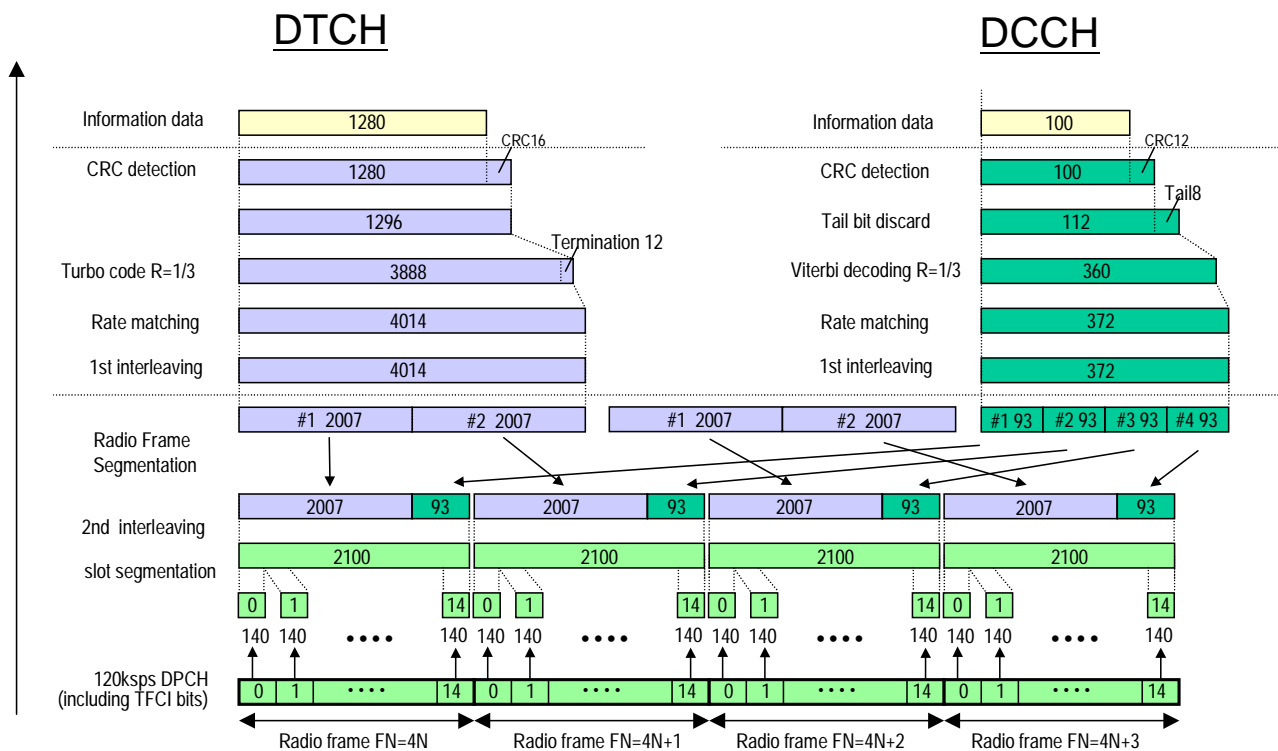 DTCH DCCH
Information data 1280 Information data 100
CRC16 CRC12
CRC detection 1280 CRC detection 100
Tail8
1296 Tail bit discard 112
Termination 12
Turbo code R=1/3 3888 Viterbi decoding R=1/3 360
Rate matching 4014 Rate matching 372
1st interleaving 4014 1st interleaving 372
#1 2007 #2 2007 #1 2007 #2 2007 #1 93 #2 93 #3 93 #4 93
Radio Frame
Segmentation
2007 93 2007 93 2007 93 2007 93
2nd interleaving
2100 2100 2100 2100
slot segmentation
0 1 14 0 1 14 0 1 14 0 1 14
140 140 •••• 140 140 140 •••• 140 140 140 •••• 140 140 140 •••• 140
120ksps DPCH
(including TFCI bits)
0 1 •••• 14 0 1 •••• 14 0 1 •••• 14 0 1 •••• 14
Radio frame FN=4N Radio frame FN=4N+1 Radio frame FN=4N+2 Radio frame FN=4N+3